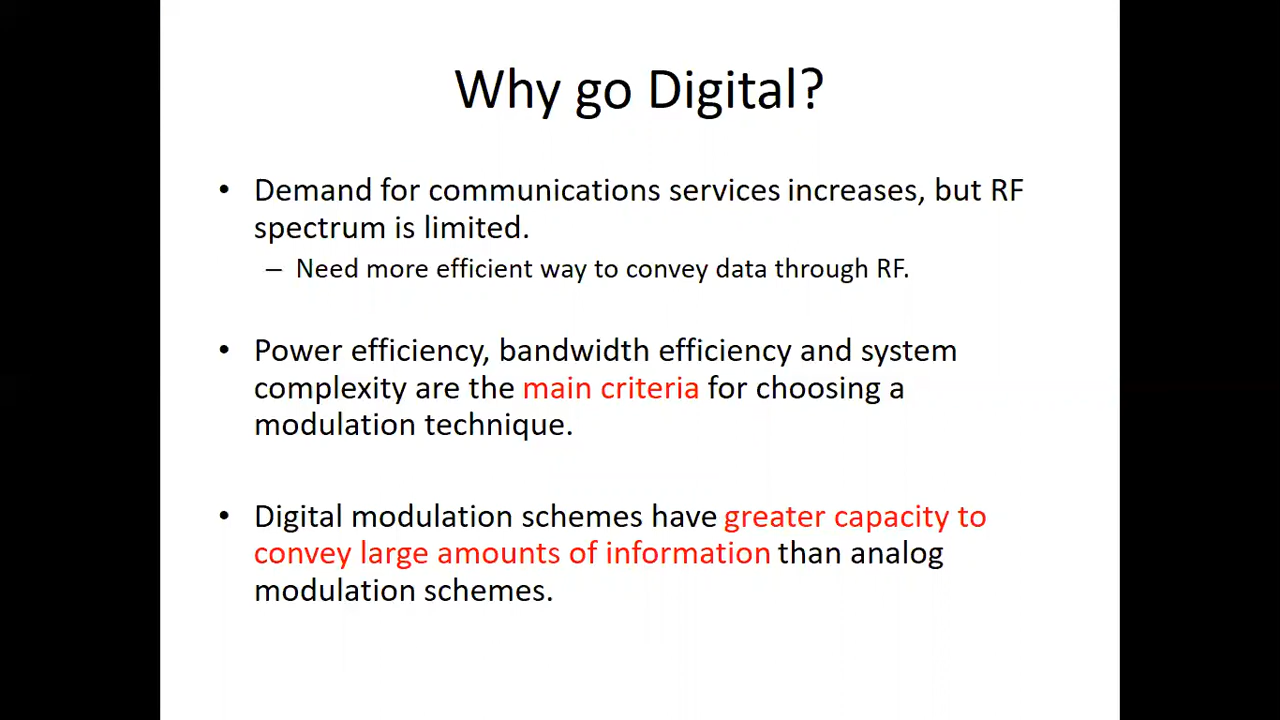 Why go Digital?
• Demand for communications services increases, but RF
spectrum is limited.
– Need more efficient way to convey data through RF.
• Power efficiency, bandwidth efficiency and system
complexity are the main criteria for choosing a
modulation technique.
• Digital modulation schemes have greater capacity to
convey large amounts of information than analog
modulation schemes.